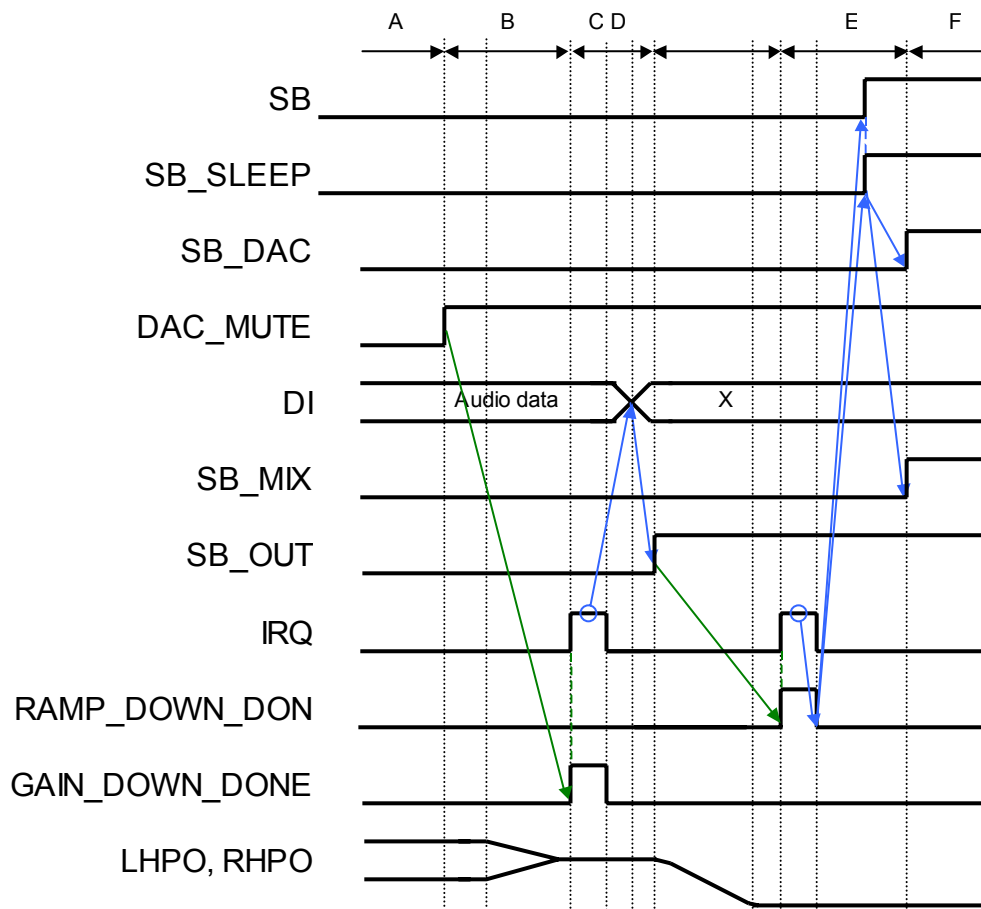 A B C D E F
SB
SB_SLEEP
SB_DAC
DAC_MUTE
DI Audio data X
SB_MIX
SB_OUT
IRQ
RAMP_DOWN_DON
GAIN_DOWN_DONE
LHPO, RHPO